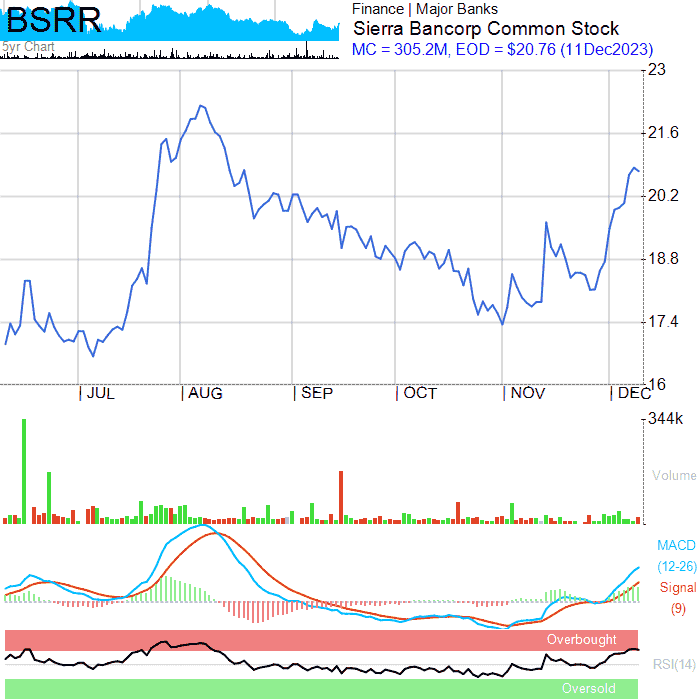 BSRR
5yr Chart
Finance | Major Banks
Sierra Bancorp Common Stock
MC = 305.2M, EOD = $20.76 (11Dec2023)
23
21.6
20.2
18.8
17.4
16
JUL AUG SEP OCT NOV DEC
344k
Volume
MACD
(12-26)
Signal
(9)
Overbought
RSI(14)
Oversold